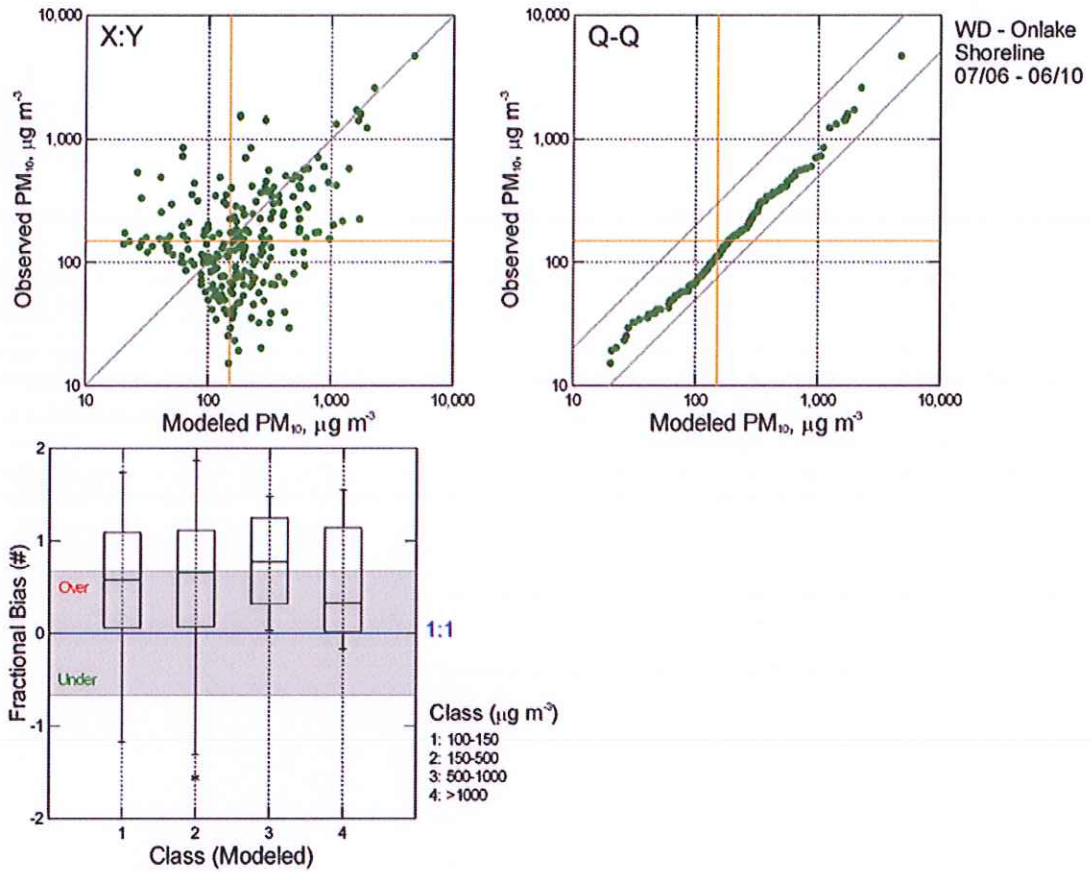 X:Y
Observed PM₁₀, μg m⁻³
10,000
1,000
100
10
10
100
1,000
10,000
Modeled PM₁₀, μg m⁻³
Q-Q
Observed PM₁₀, μg m⁻³
10,000
1,000
100
10
10
100
1,000
10,000
Modeled PM₁₀, μg m⁻³
WD - Onlake
Shoreline
07/06 - 06/10
Fractional Bias (#)
2
1
0
-1
-2
Over
Under
1:1
1
2
3
4
Class (Modeled)
Class (μg m⁻³)
1: 100-150
2: 150-500
3: 500-1000
4: >1000